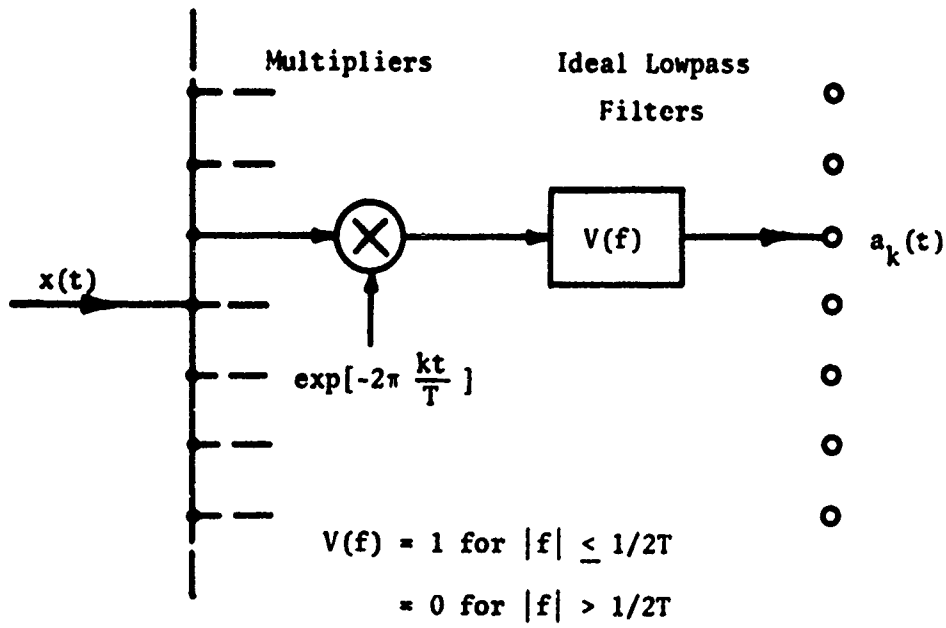 Multipliers
Ideal Lowpass
Filters
x(t)
V(f)
a_k(t)
exp[-2π kt/T ]
V(f) = 1 for |f| ≤ 1/2T
= 0 for |f| > 1/2T